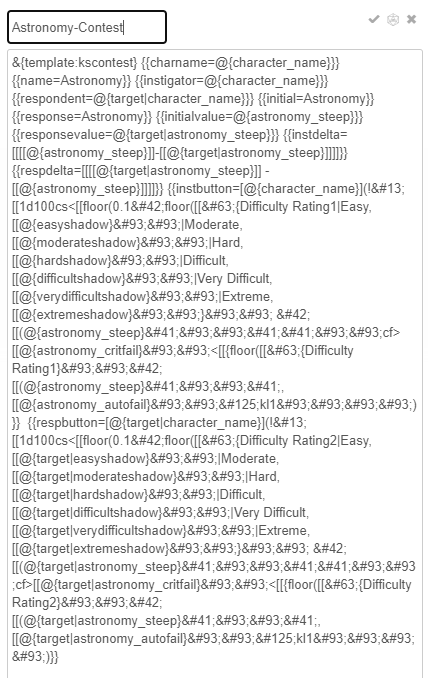 Astronomy-Contest
&{template:kscontest} {{charname=@{character_name}}}
{{name=Astronomy}} {{instigator=@{character_name}}}
{{respondent=@{target|character_name}}} {{initial=Astronomy}}
{{response=Astronomy}} {{initialvalue=@{astronomy_steep}}}
{{responsevalue=@{target|astronomy_steep}}} {{instdelta=
[[[[@{astronomy_steep}]]-[[@{target|astronomy_steep}]]]]}}
{{respdelta=[[[[@{target|astronomy_steep}]] -
[[@{astronomy_steep}]]]]}} {{instbutton=[@{character_name}](!&#13;
[[1d100cs<[[floor(0.1&#42;floor([[&#63;{Difficulty Rating1|Easy,
[[@{easyshadow}&#93;&#93;|Moderate,
[[@{moderateshadow}&#93;&#93;|Hard,
[[@{hardshadow}&#93;&#93;|Difficult,
[[@{difficultshadow}&#93;&#93;|Very Difficult,
[[@{verydifficultshadow}&#93;&#93;|Extreme,
[[@{extremeshadow}&#93;&#93;}&#93;&#93; &#42;
[[(@{astronomy_steep}&#41;&#93;&#93;&#41;&#41;&#93;&#93;cf>
[[@{astronomy_critfail}&#93;&#93;<[[{floor([[&#63;{Difficulty
Rating1}&#93;&#93;&#42;
[[(@{astronomy_steep}&#41;&#93;&#93;&#41;,
[[@{astronomy_autofail}&#93;&#93;&#125;kl1&#93;&#93;&#93;&#93;)
}} {{respbutton=[@{target|character_name}](!&#13;
[[1d100cs<[[floor(0.1&#42;floor([[&#63;{Difficulty Rating2|Easy,
[[@{target|easyshadow}&#93;&#93;|Moderate,
[[@{target|moderateshadow}&#93;&#93;|Hard,
[[@{target|hardshadow}&#93;&#93;|Difficult,
[[@{target|difficultshadow}&#93;&#93;|Very Difficult,
[[@{target|verydifficultshadow}&#93;&#93;|Extreme,
[[@{target|extremeshadow}&#93;&#93;}&#93;&#93; &#42;
[[(@{target|astronomy_steep}&#41;&#93;&#93;&#41;&#41;&#93;&#93
;cf>[[@{target|astronomy_critfail}&#93;&#93;<[[{floor([[&#63;{Difficulty
Rating2}&#93;&#93;&#42;
[[(@{target|astronomy_steep}&#41;&#93;&#93;&#41;,
[[@{target|astronomy_autofail}&#93;&#93;&#125;kl1&#93;&#93;&#93;
&#93;)}}